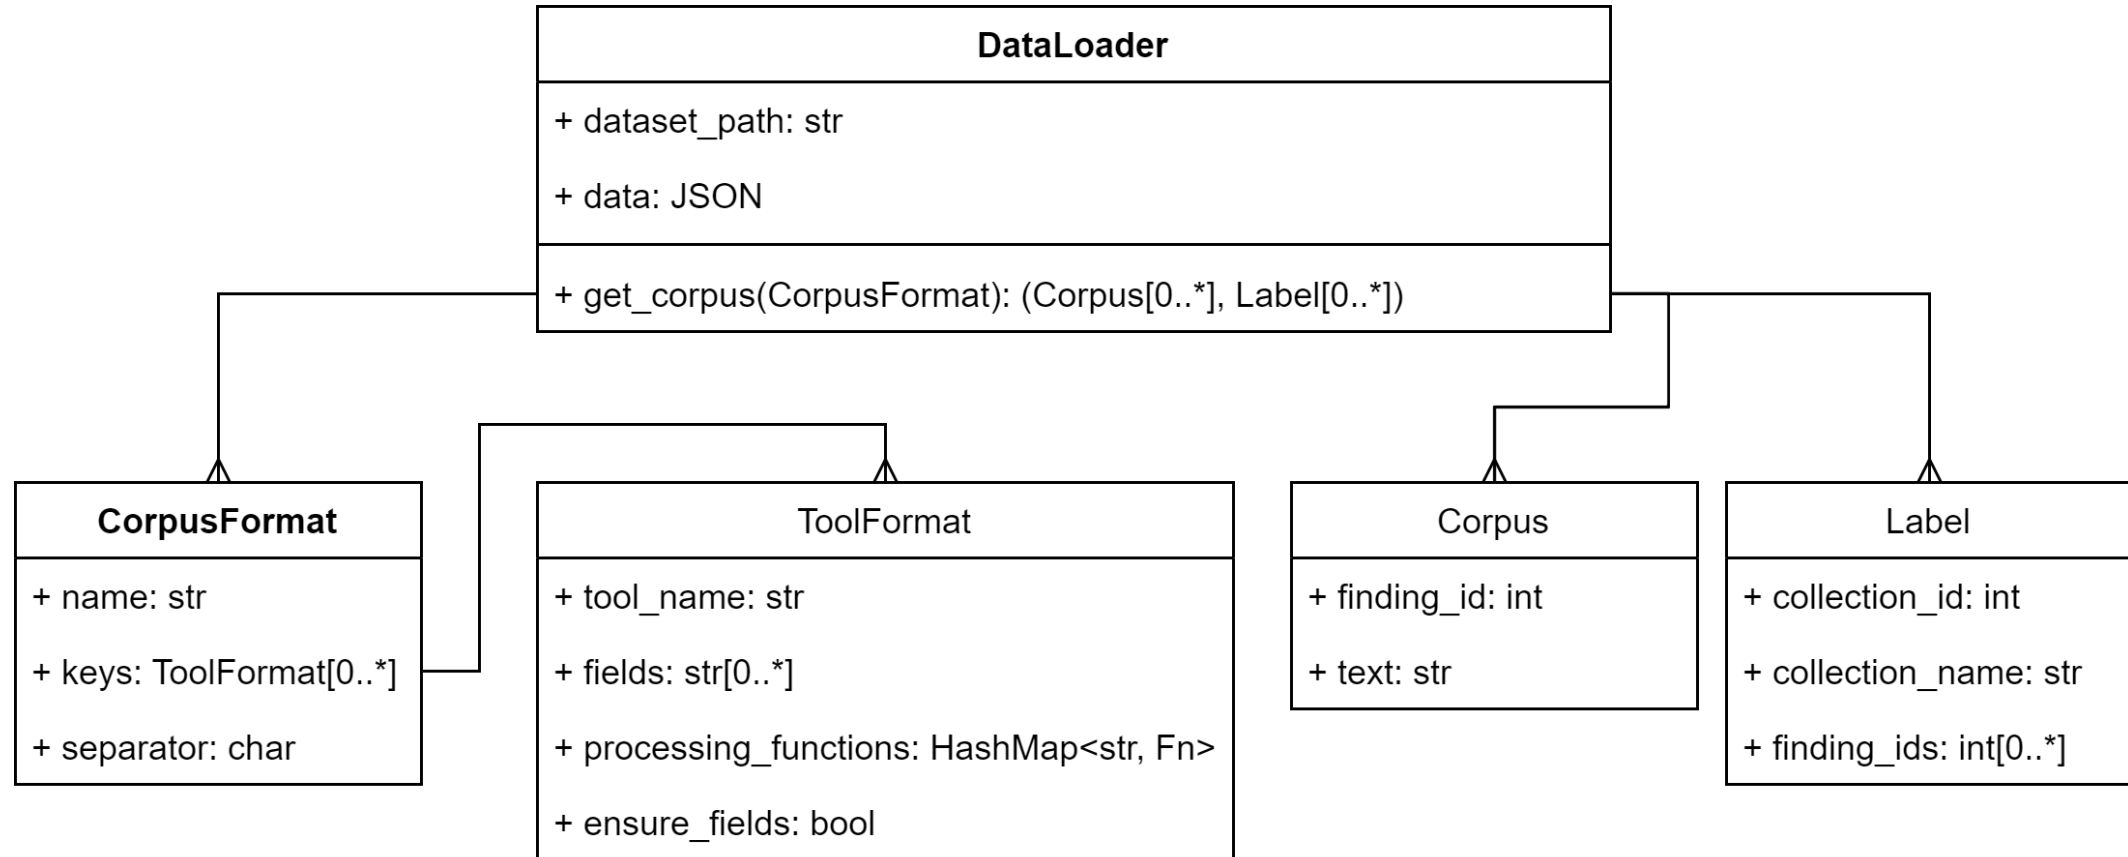 DataLoader
+ dataset_path: str
+ data: JSON
+ get_corpus(CorpusFormat): (Corpus[0..*], Label[0..*])
CorpusFormat
+ name: str
+ keys: ToolFormat[0..*]
+ separator: char
ToolFormat
+ tool_name: str
+ fields: str[0..*]
+ processing_functions: HashMap<str, Fn>
+ ensure_fields: bool
Corpus
+ finding_id: int
+ text: str
Label
+ collection_id: int
+ collection_name: str
+ finding_ids: int[0..*]